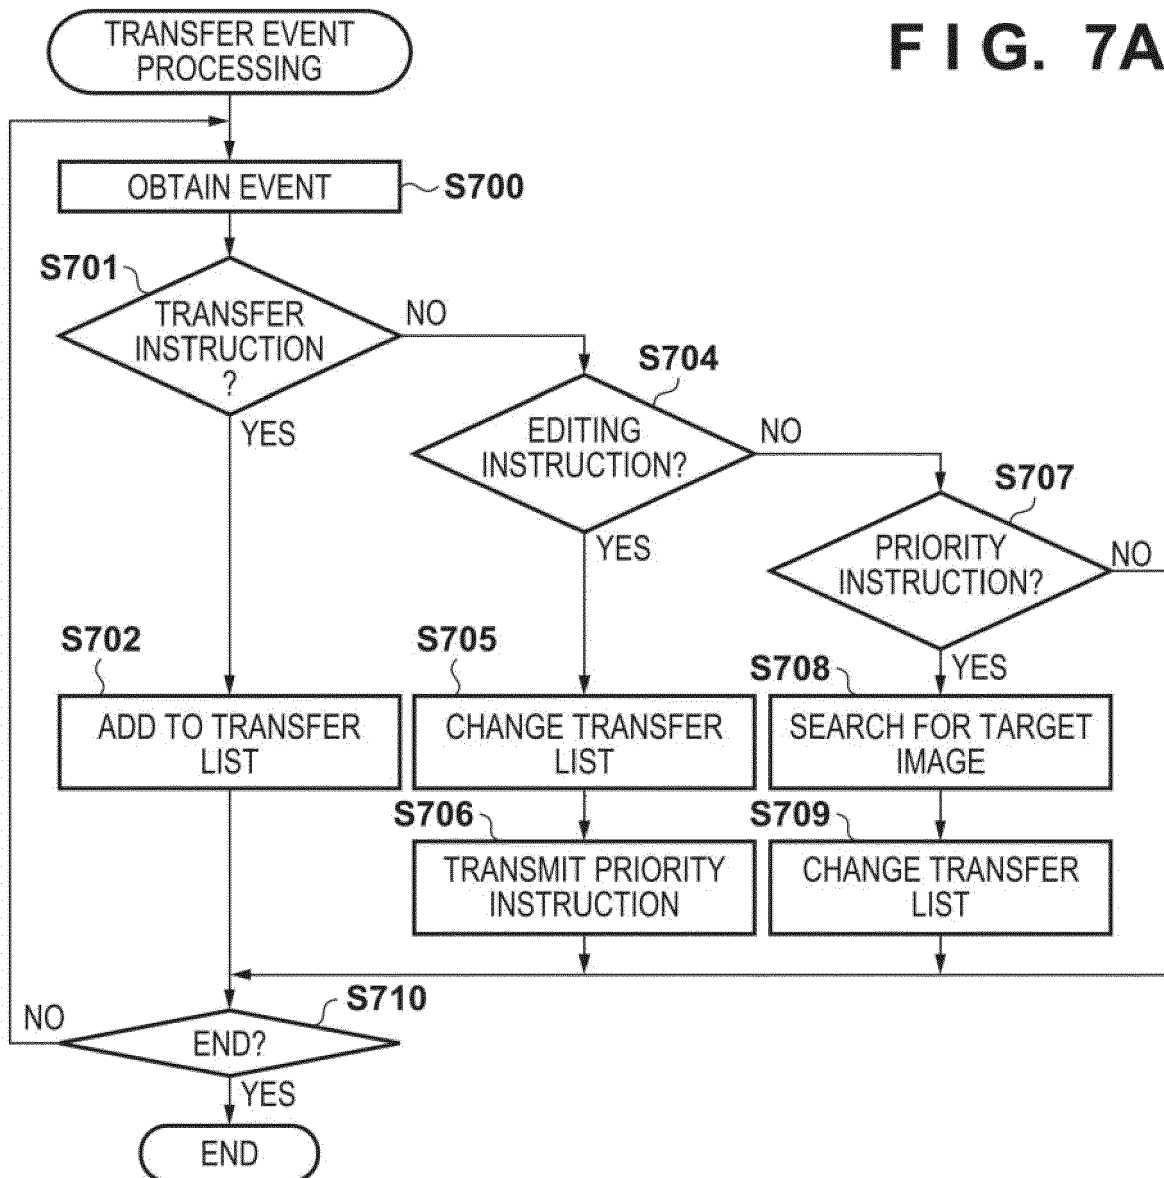 FIG. 7A
TRANSFER EVENT
PROCESSING
OBTAIN EVENT
S700
S701
TRANSFER
INSTRUCTION
?
NO
YES
S704
EDITING
INSTRUCTION?
NO
YES
S707
PRIORITY
INSTRUCTION?
NO
YES
S702
ADD TO TRANSFER
LIST
S705
CHANGE TRANSFER
LIST
S708
SEARCH FOR TARGET
IMAGE
S706
TRANSMIT PRIORITY
INSTRUCTION
S709
CHANGE TRANSFER
LIST
S710
NO
END?
YES
END